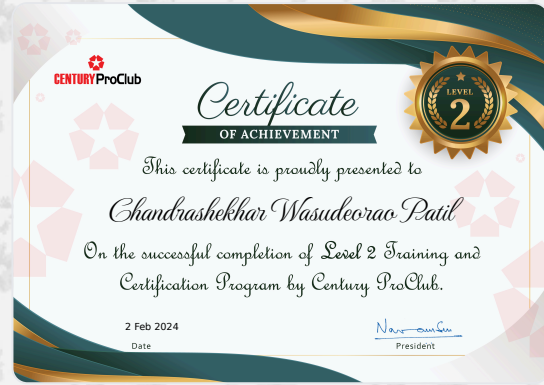 CENTURY ProClub
Certificate
OF ACHIEVEMENT
LEVEL
2
This certificate is proudly presented to
Chandrashekhar Wasudeorao Patil
On the successful completion of Level 2 Training and
Certification Program by Century ProClub.
2 Feb 2024
Date
President